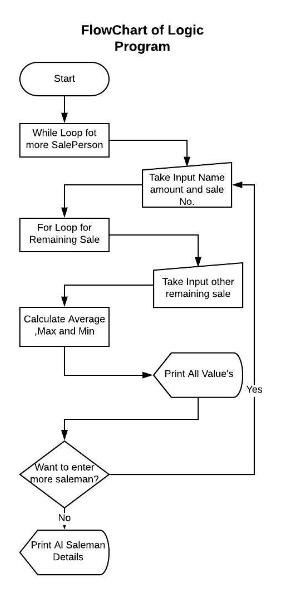 FlowChart of Logic
Program
Start
While Loop fot
more SalePerson
Take Input Name
amount and sale
No.
For Loop for
Remaining Sale
Take Input other
remaining sale
Calculate Average
,Max and Min
Print All Value's
Yes
Want to enter
more saleman?
No
Print Al Saleman
Details